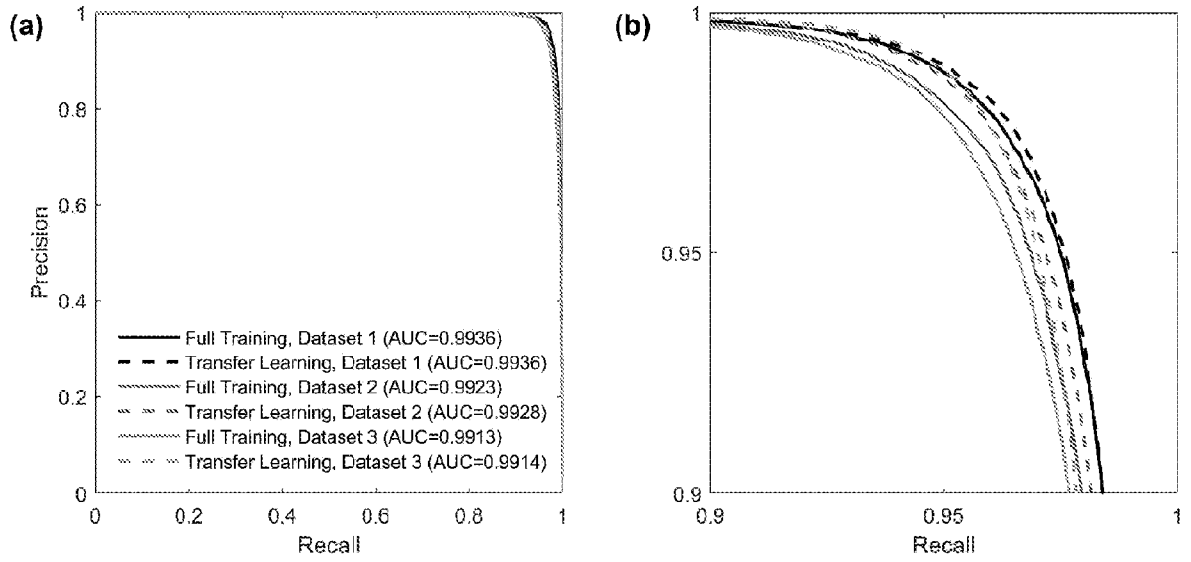 (a)
1
0.8
0.6
0.4
0.2
0
Precision
Full Training, Dataset 1 (AUC=0.9936)
Transfer Learning, Dataset 1 (AUC=0.9936)
Full Training, Dataset 2 (AUC=0.9923)
Transfer Learning, Dataset 2 (AUC=0.9928)
Full Training, Dataset 3 (AUC=0.9913)
Transfer Learning, Dataset 3 (AUC=0.9914)
0 0.2 0.4 0.6 0.8 1
Recall
(b)
1
0.95
0.9
0.9 0.95 1
Recall